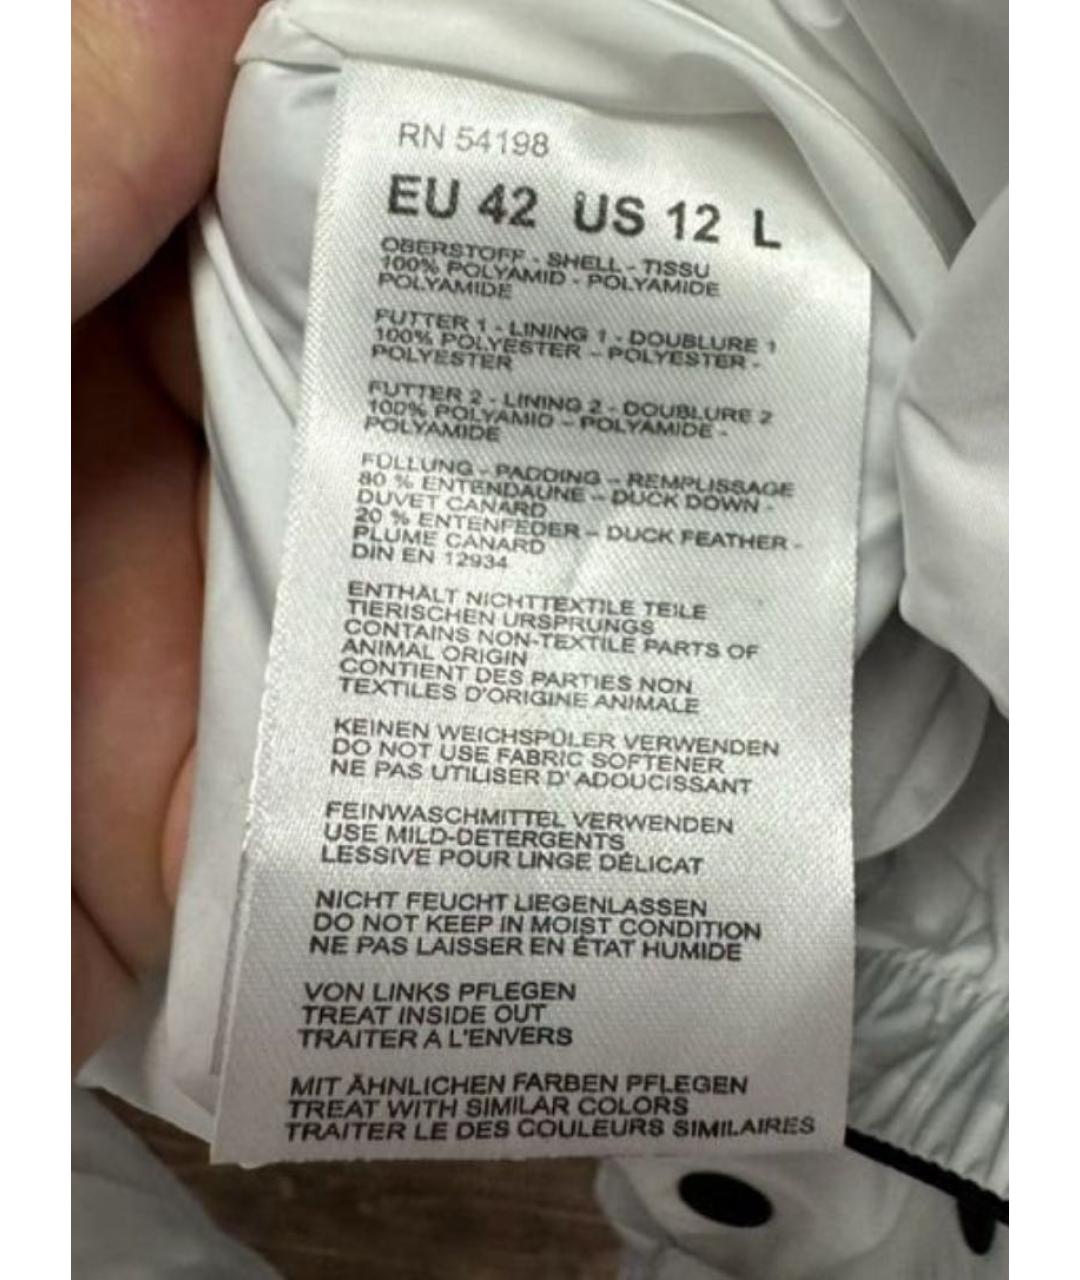 RN 54198
EU 42 US 12 L
OBERSTOFF - SHELL - TISSU
100% POLYAMID - POLYAMIDE
POLYAMIDE
FUTTER 1 - LINING 1 - DOUBLURE 1
100% POLYESTER - POLYESTER -
POLYESTER
FUTTER 2 - LINING 2 - DOUBLURE 2
100% POLYAMID - POLYAMIDE -
POLYAMIDE
FÜLLUNG - PADDING - REMPLISSAGE
80 % ENTENDAUNE - DUCK DOWN -
DUVET CANARD
20 % ENTENFEDER - DUCK FEATHER -
PLUME CANARD
DIN EN 12934
ENTHÄLT NICHTTEXTILE TEILE
TIERISCHEN URSPRUNGS
CONTAINS NON-TEXTILE PARTS OF
ANIMAL ORIGIN
CONTIENT DES PARTIES NON
TEXTILES D'ORIGINE ANIMALE
KEINEN WEICHSPÜLER VERWENDEN
DO NOT USE FABRIC SOFTENER
NE PAS UTILISER D' ADOUCISSANT
FEINWASCHMITTEL VERWENDEN
USE MILD-DETERGENTS
LESSIVE POUR LINGE DÉLICAT
NICHT FEUCHT LIEGENLASSEN
DO NOT KEEP IN MOIST CONDITION
NE PAS LAISSER EN ÉTAT HUMIDE
VON LINKS PFLEGEN
TREAT INSIDE OUT
TRAITER A L'ENVERS
MIT ÄHNLICHEN FARBEN PFLEGEN
TREAT WITH SIMILAR COLORS
TRAITER LE DES COULEURS SIMILAIRES